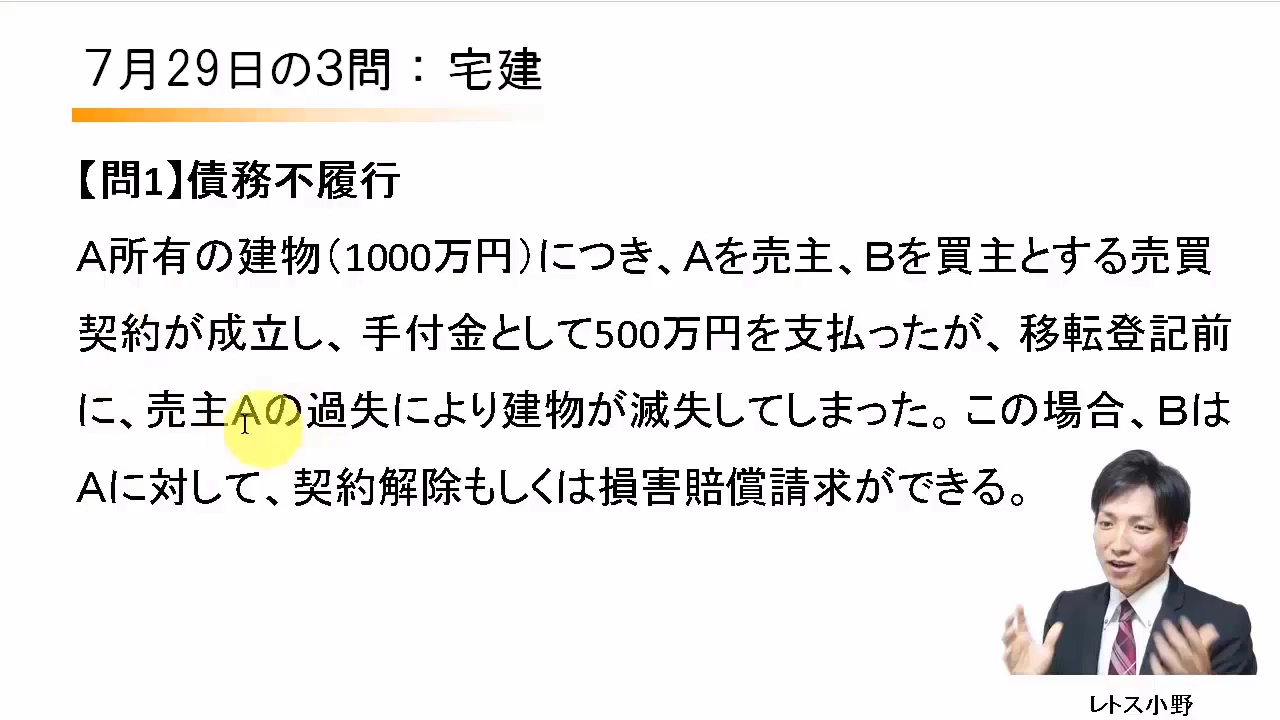 ７月29日の３問：宅建
【問1】債務不履行
Ａ所有の建物（1000万円）につき、Ａを売主、Ｂを買主とする売買
契約が成立し、手付金として500万円を支払ったが、移転登記前
に、売主Ａの過失により建物が滅失してしまった。この場合、Ｂは
Ａに対して、契約解除もしくは損害賠償請求ができる。
レトス小野